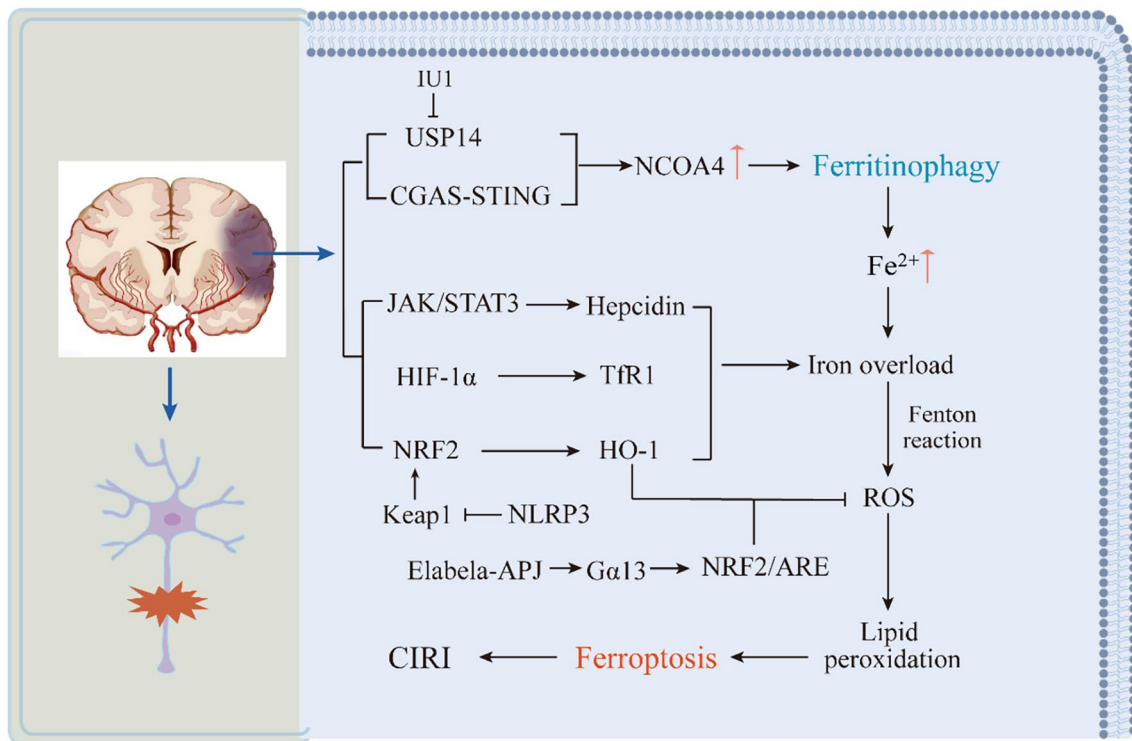 IU1
USP14
CGAS-STING
NCOA4
Ferritinophagy
Fe²⁺
JAK/STAT3
Hepcidin
HIF-1α
TfR1
Iron overload
Fenton
reaction
NRF2
HO-1
ROS
Keap1
NLRP3
Elabela-APJ
Gα13
NRF2/ARE
Lipid
peroxidation
Ferroptosis
CIRI